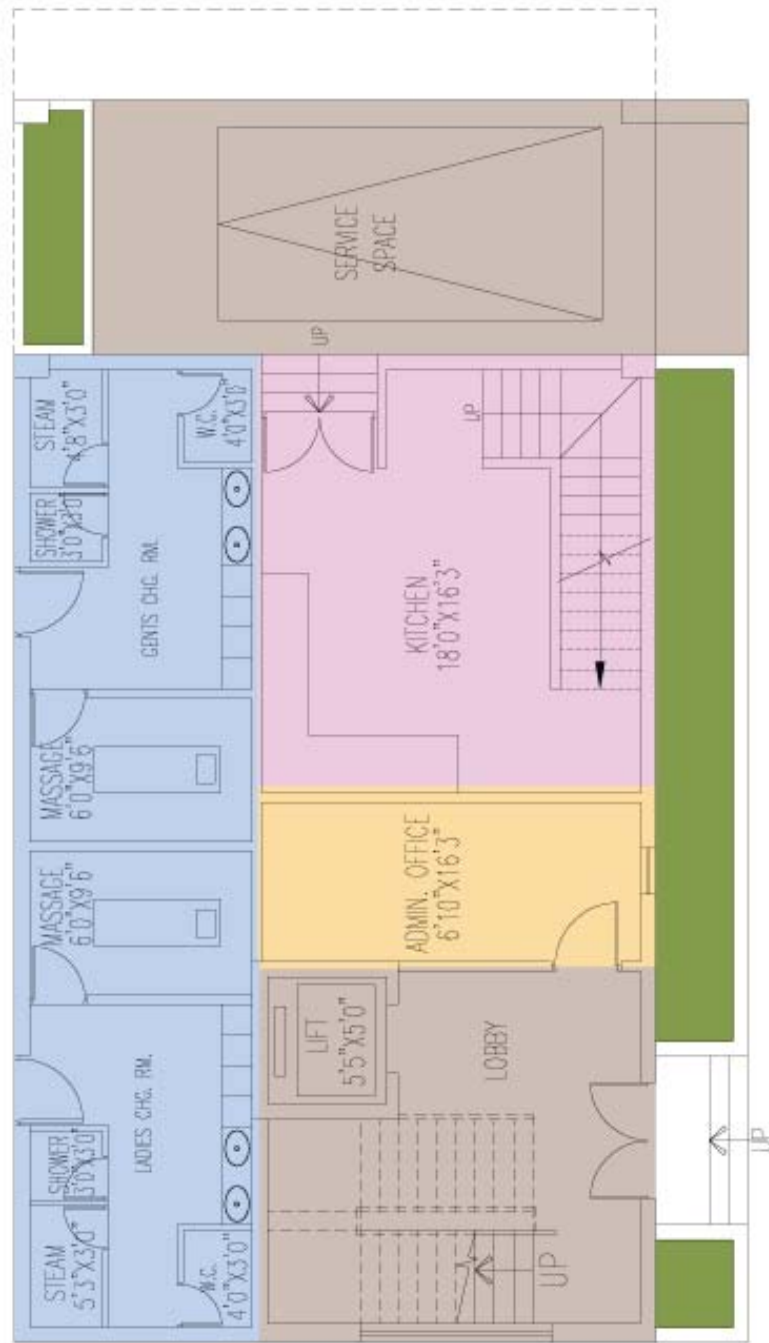 STEAM
5'3"X3'0"
SHOWER
3'0"X3'0"
MASSAGE
6'0"X9'6"
MASSAGE
6'0"X9'6"
SHOWER
3'0"X3'0"
STEAM
4'8"X3'0"
LADIES CHG. RM.
GENTS CHG. RM.
W.C.
4'0"X3'0"
W.C.
4'0"X3'0"
LIFT
5'5"X5'0"
UP
SERVICE
SPACE
ADMIN. OFFICE
6'10"X16'3"
KITCHEN
18'0"X16'3"
LOBBY
UP
UP
UP